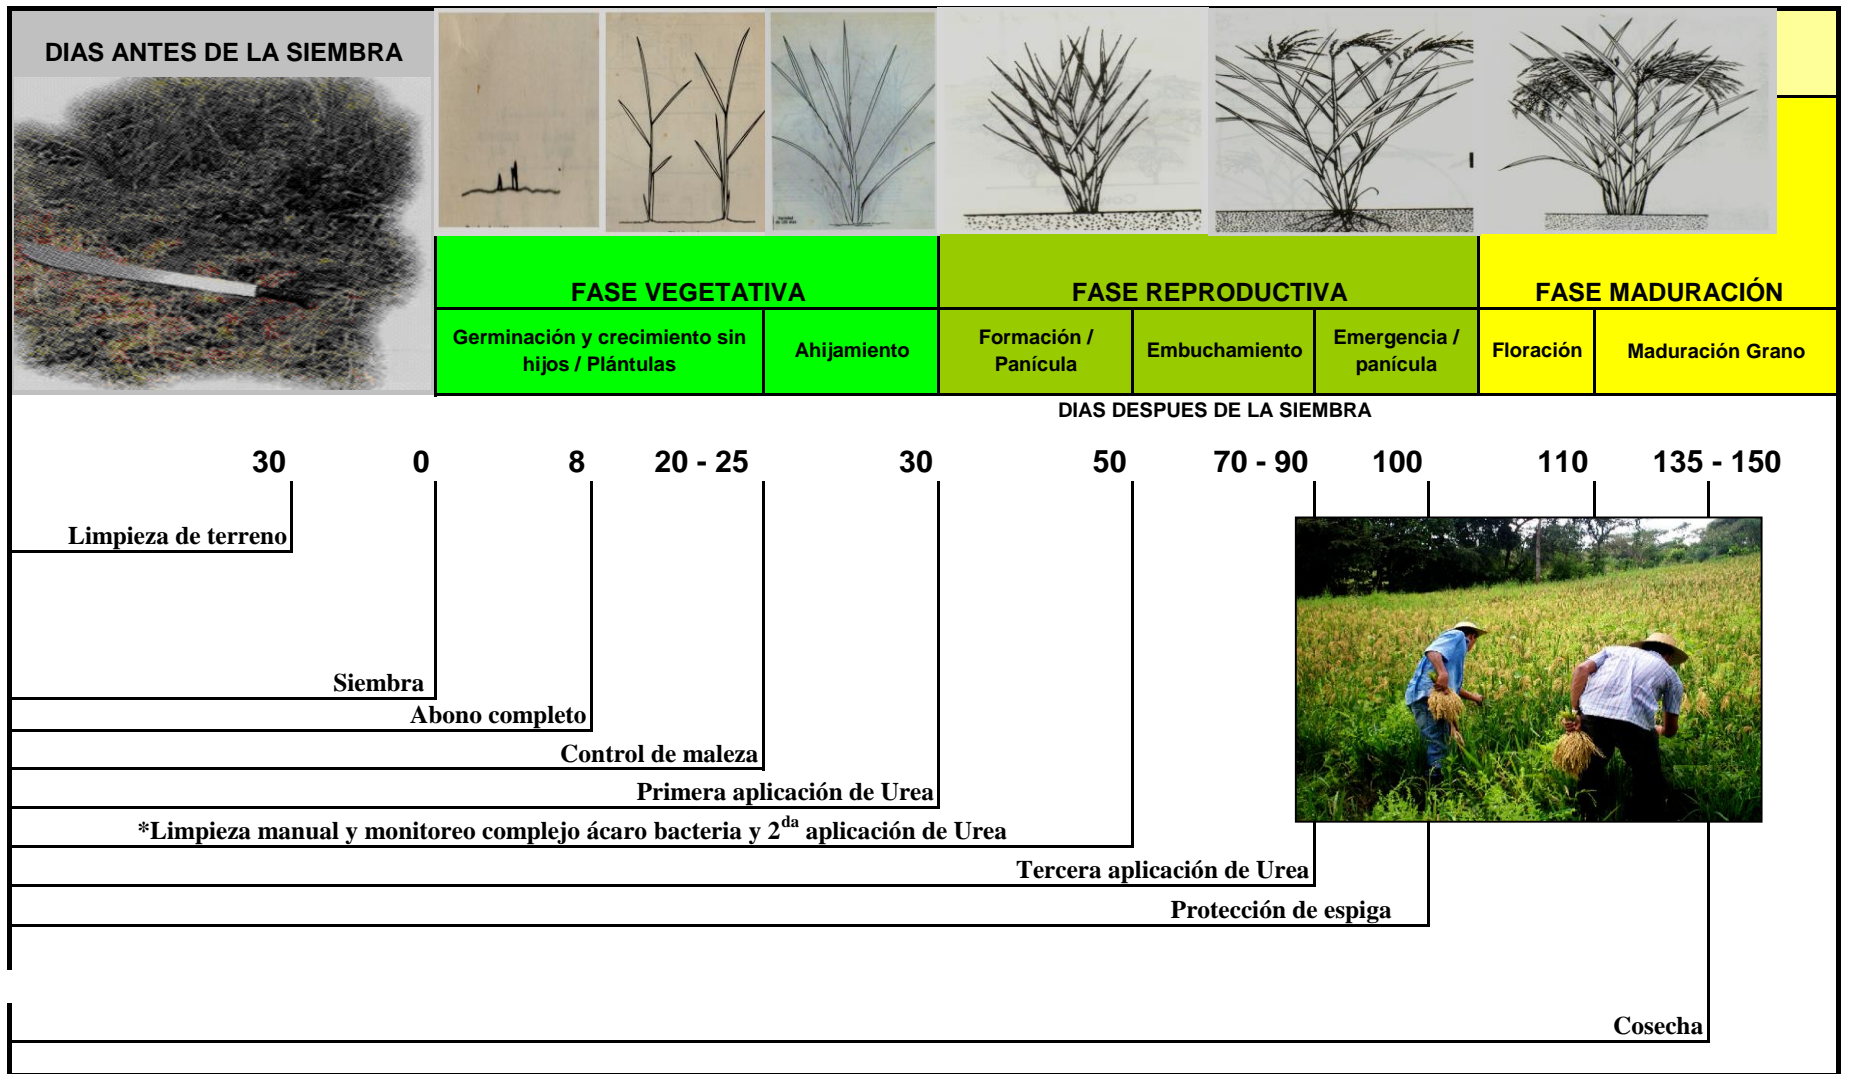 DIAS ANTES DE LA SIEMBRA
FASE VEGETATIVA
FASE REPRODUCTIVA
FASE MADURACIÓN
Germinación y crecimiento sin
hijos / Plántulas
Ahijamiento
Formación /
Panícula
Embuchamiento
Emergencia /
panícula
Floración
Maduración Grano
DIAS DESPUES DE LA SIEMBRA
30 0 8 20 - 25 30 50 70 - 90 100 110 135 - 150
Limpieza de terreno
Siembra
Abono completo
Control de maleza
Primera aplicación de Urea
*Limpieza manual y monitoreo complejo ácaro bacteria y 2da aplicación de Urea
Tercera aplicación de Urea
Protección de espiga
Cosecha